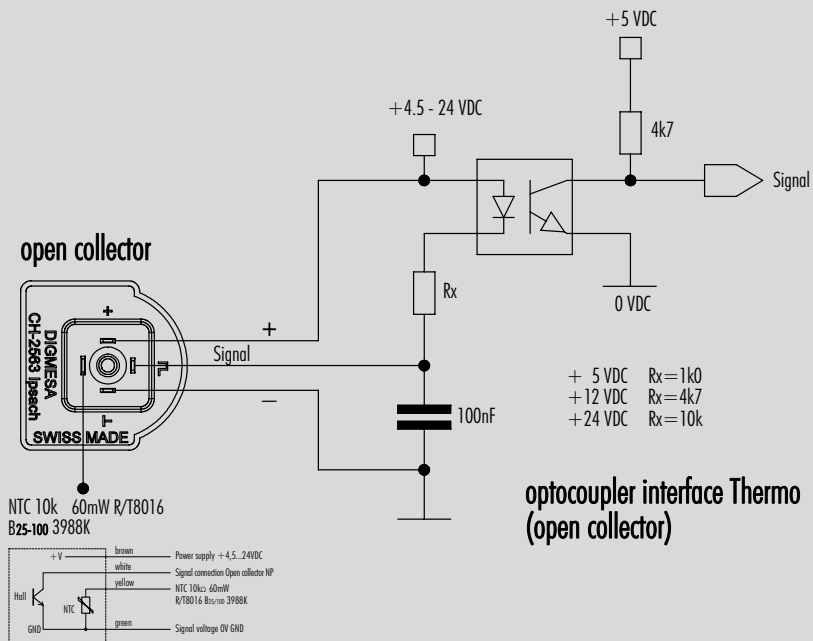 +5 VDC
+4.5 - 24 VDC
4k7
Signal
open collector
Rx
0 VDC
+
DIGMESA
CH-2563 Ipsach
SWISS MADE
+
Signal
–
100nF
+ 5 VDC Rx=1k0
+12 VDC Rx=4k7
+24 VDC Rx=10k
optocoupler interface Thermo
(open collector)
NTC 10k 60mW R/T8016
B25-100 3988K
+V
brown
Power supply +4,5...24VDC
white
Signal connection Open collector NP
Hall
yellow
NTC 10kΩ 60mW
R/T8016 B25/100 3988K
NTC
GND
green
Signal voltage 0V GND